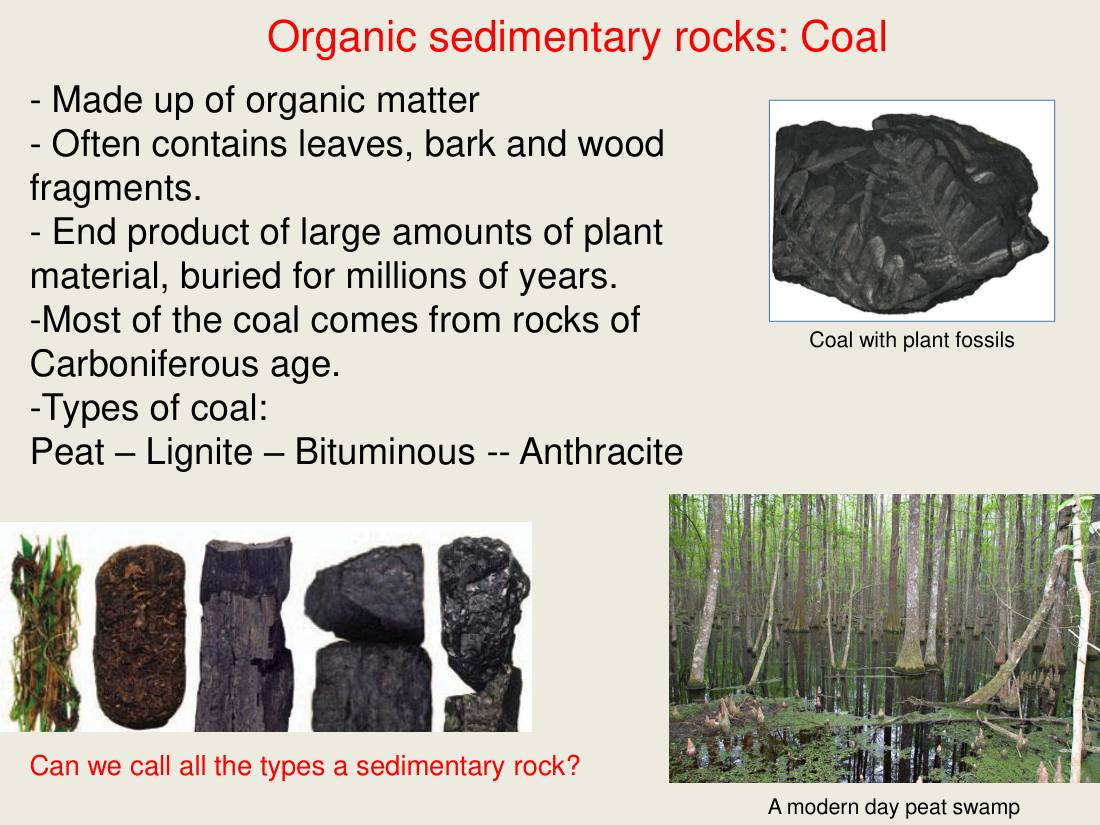 Organic sedimentary rocks: Coal
- Made up of organic matter
- Often contains leaves, bark and wood
fragments.
- End product of large amounts of plant
material, buried for millions of years.
-Most of the coal comes from rocks of
Carboniferous age.
-Types of coal:
Peat – Lignite – Bituminous -- Anthracite
Coal with plant fossils
Can we call all the types a sedimentary rock?
A modern day peat swamp